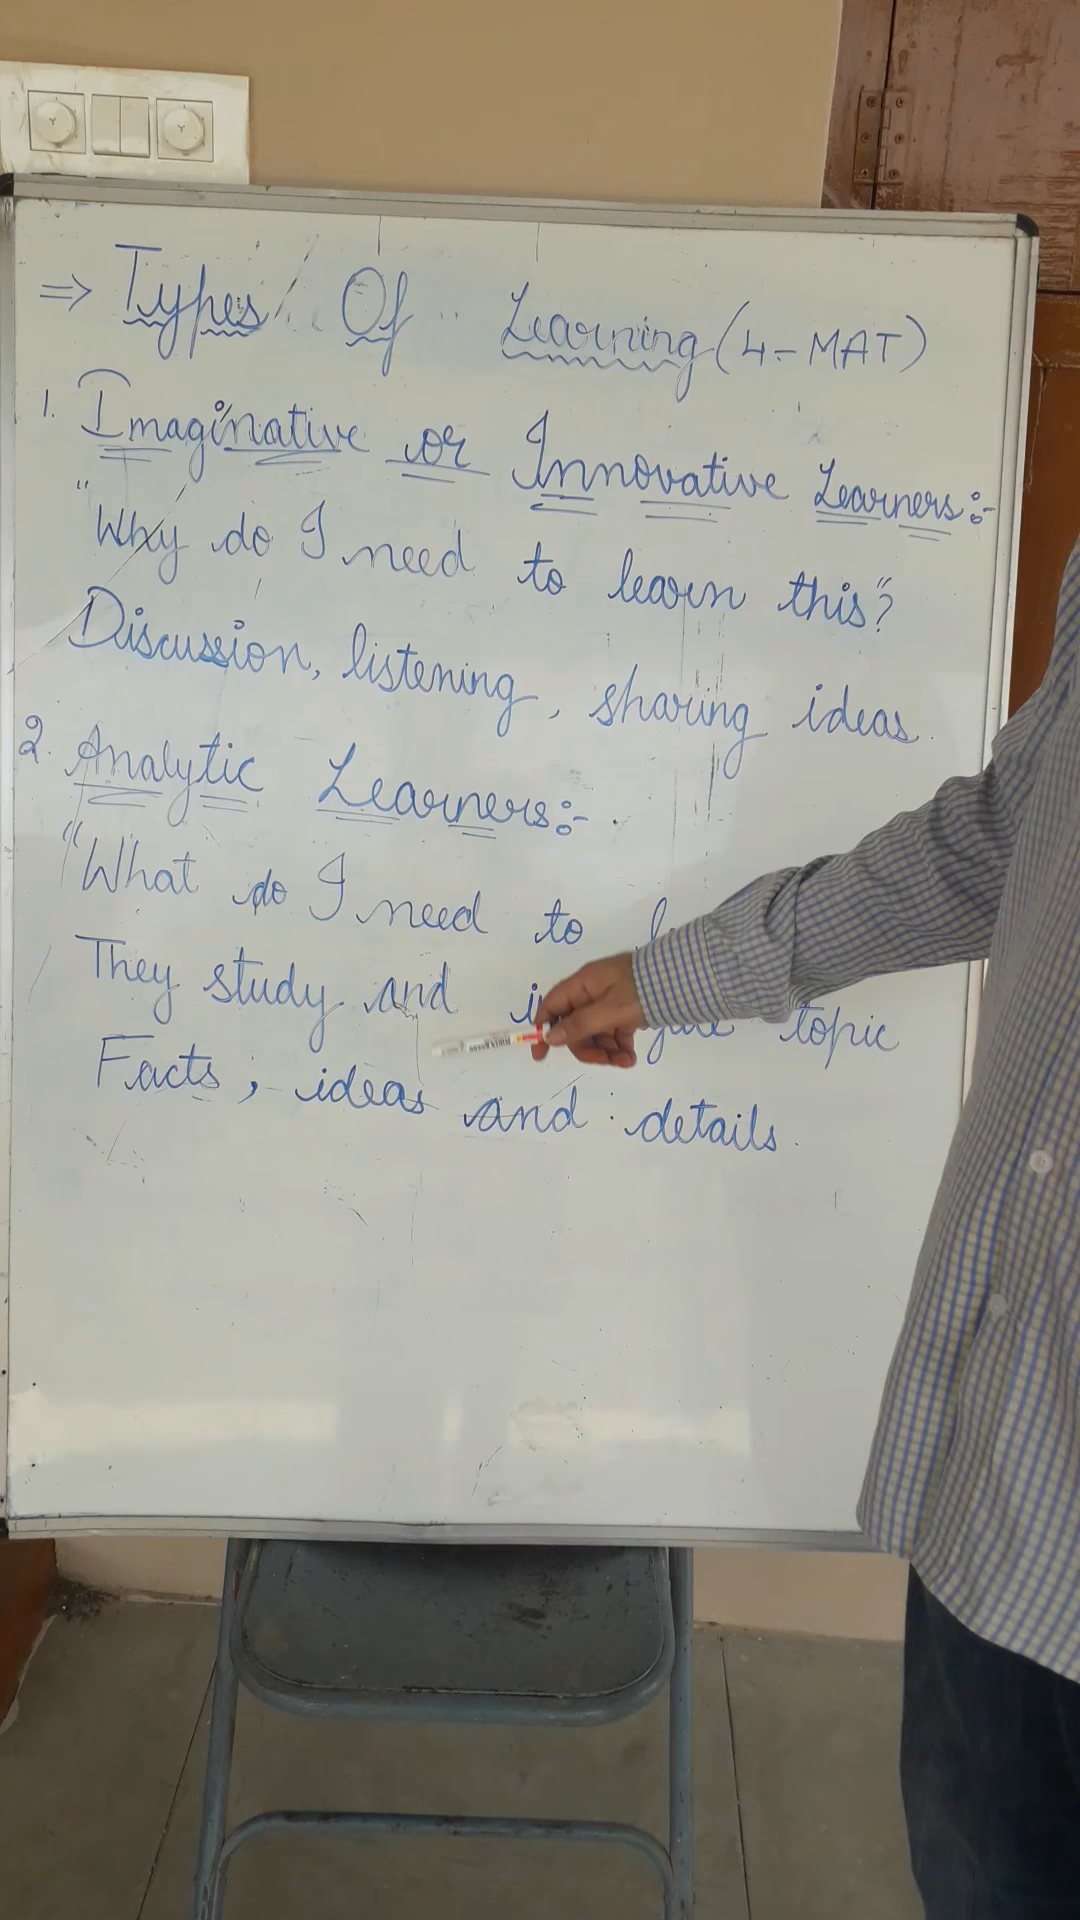 ⇒ Types Of Learning (4-MAT)
1. Imaginative or Innovative Learners:-
"Why do I need to learn this"?
Discussion, listening, sharing ideas
2. Analytic Learners:-
"What do I need to
They study and topic
Facts, ideas and details